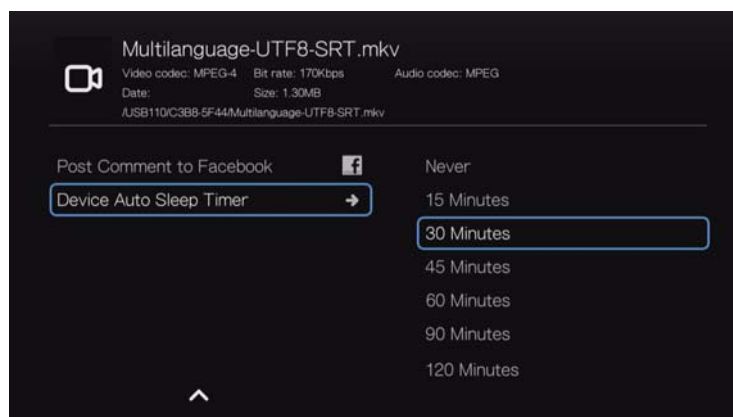 Multilanguage-UTF8-SRT.mkv
Video codec: MPEG-4 Bit rate: 170Kbps Audio codec: MPEG
Date: Size: 1.30MB
/USB110/C3B8-5F44/Multilanguage-UTF8-SRT.mkv
Post Comment to Facebook f Never
Device Auto Sleep Timer 15 Minutes
30 Minutes
45 Minutes
60 Minutes
90 Minutes
120 Minutes